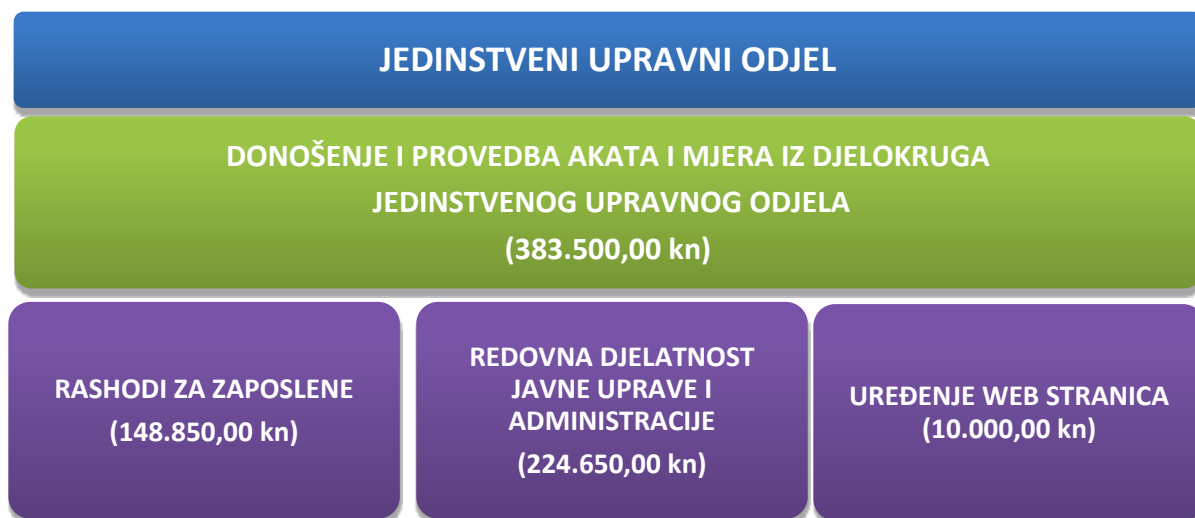 JEDINSTVENI UPRAVNI ODJEL
DONOŠENJE I PROVEDBA AKATA I MJERA IZ DJELOKRUGA
JEDINSTVENOG UPRAVNOG ODJELA
(383.500,00 kn)
RASHODI ZA ZAPOSLENE
(148.850,00 kn)
REDOVNA DJELATNOST
JAVNE UPRAVE I
ADMINISTRACIJE
(224.650,00 kn)
UREĐENJE WEB STRANICA
(10.000,00 kn)